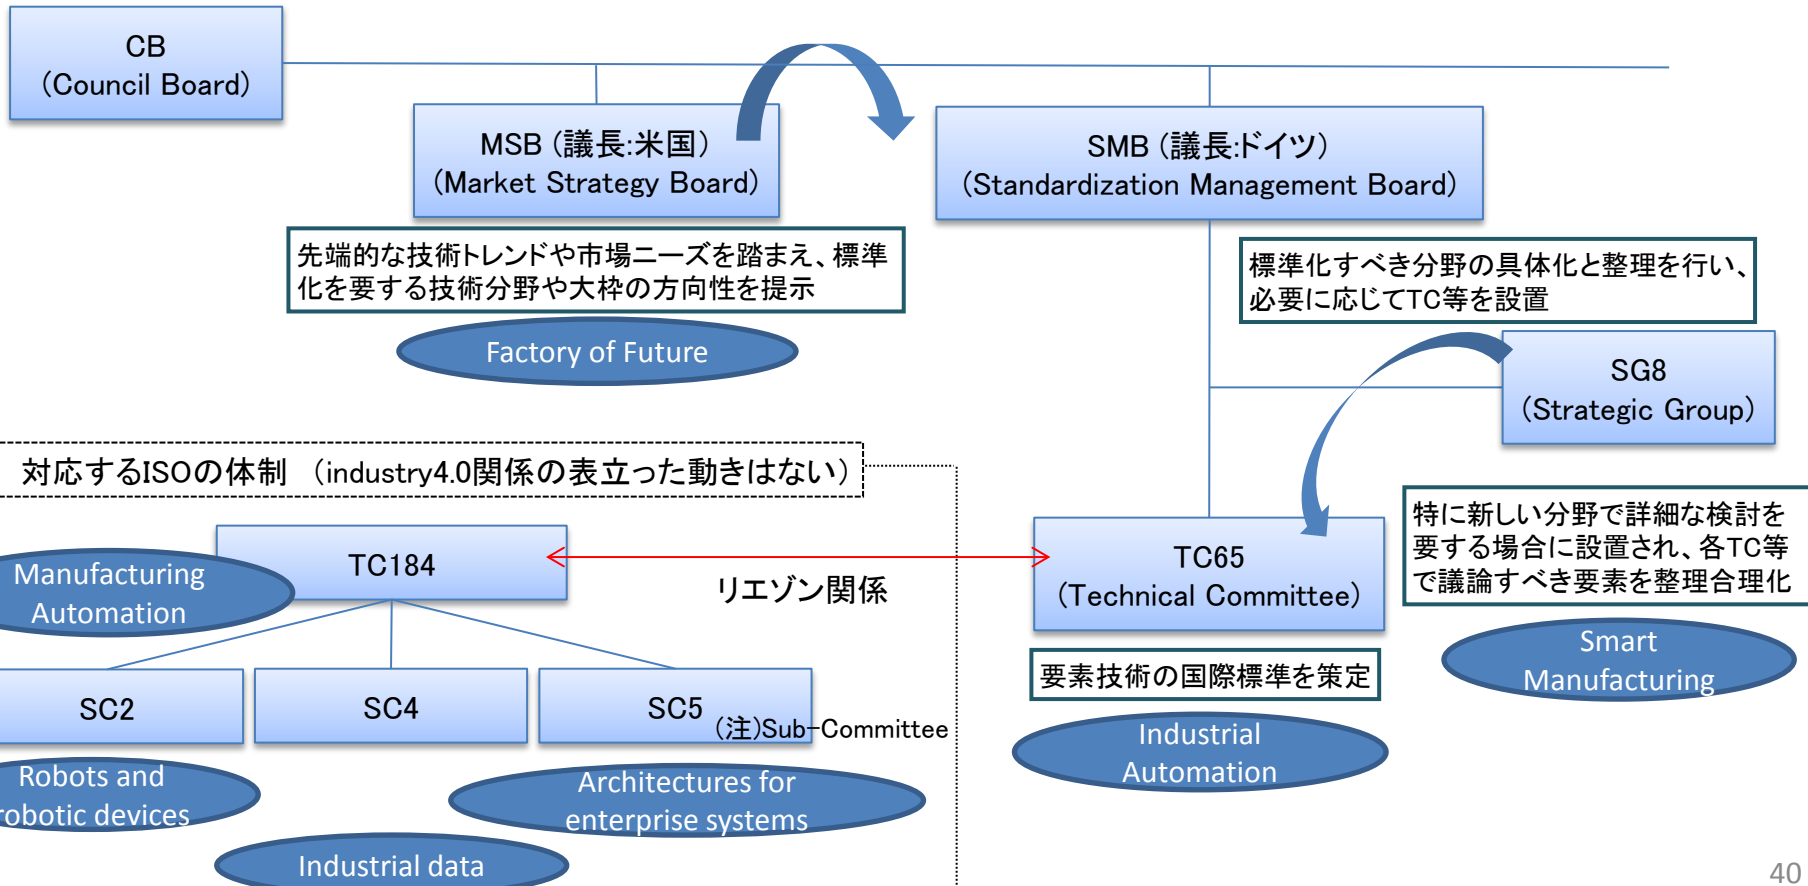 CB
(Council Board)
MSB (議長:米国)
(Market Strategy Board)
SMB (議長:ドイツ)
(Standardization Management Board)
先端的な技術トレンドや市場ニーズを踏まえ、標準
化を要する技術分野や大枠の方向性を提示
Factory of Future
標準化すべき分野の具体化と整理を行い、
必要に応じてTC等を設置
SG8
(Strategic Group)
対応するISOの体制 (industry4.0関係の表立った動きはない)
特に新しい分野で詳細な検討を
要する場合に設置され、各TC等
で議論すべき要素を整理合理化
Smart
Manufacturing
TC184
Manufacturing
Automation
リエゾン関係
TC65
(Technical Committee)
要素技術の国際標準を策定
Industrial
Automation
SC2
SC4
SC5
(注)Sub-Committee
Robots and
robotic devices
Architectures for
enterprise systems
Industrial data
40